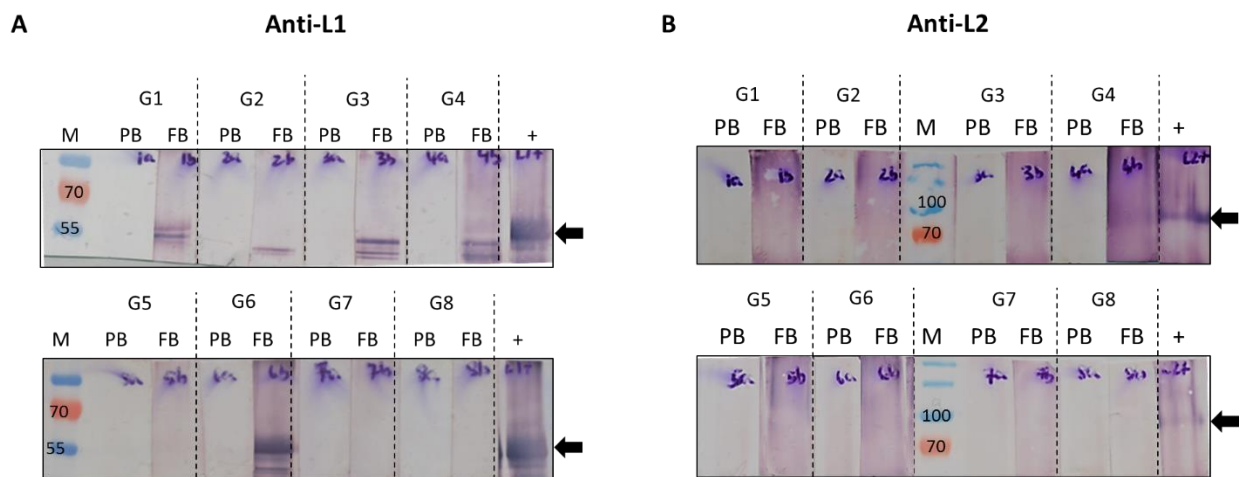 A Anti-L1
G1 G2 G3 G4
M PB FB PB FB PB FB PB FB +
1a 1b 2a 2b 3a 3b 4a 4b L1+
70
55
G5 G6 G7 G8
M PB FB PB FB PB FB PB FB +
5a 5b 6a 6b 7a 7b 8a 8b L1+
70
55
B Anti-L2
G1 G2 G3 G4
PB FB PB FB M PB FB PB FB +
1a 1b 2a 2b 3a 3b 4a 4b L2+
100
70
G5 G6 G7 G8
PB FB PB FB M PB FB PB FB +
5a 5b 6a 6b 7a 7b 8a L2+
100
70